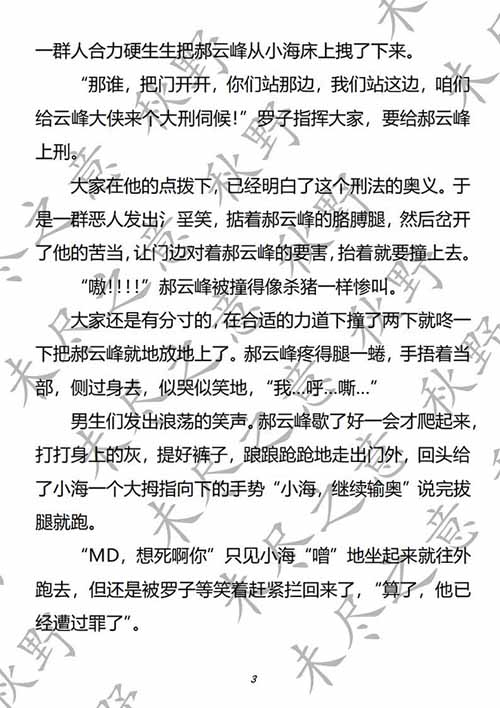 一群人合力硬生生把郝云峰从小海床上拽了下来。
“那谁，把门开开，你们站那边，我们站这边，咱们
给云峰大侠来个大刑伺候！”罗子指挥大家，要给郝云峰
上刑。
大家在他的点拨下，已经明白了这个刑法的奥义。于
是一群恶人发出氵垩笑，掂着郝云峰的胳膊腿，然后岔开
了他的苦当，让门边对着郝云峰的要害，抬着就要撞上去。
“嗷！！！！”郝云峰被撞得像杀猪一样惨叫。
大家还是有分寸的，在合适的力道下撞了两下就咚一
下把郝云峰就地放地上了。郝云峰疼得腿一蜷，手捂着当
部，侧过身去，似哭似笑地，“我...呼...嘶...”
男生们发出浪荡的笑声。郝云峰歇了好一会才爬起来，
打打身上的灰，提好裤子，踉踉跄跄地走出门外，回头给
了小海一个大拇指向下的手势“小海，继续输奥”说完拔
腿就跑。
“MD，想死啊你”只见小海“噌”地坐起来就往外
跑去，但还是被罗子等笑着赶紧拦回来了，“算了，他已
经遭过罪了”。
3
未尽之意 秋野